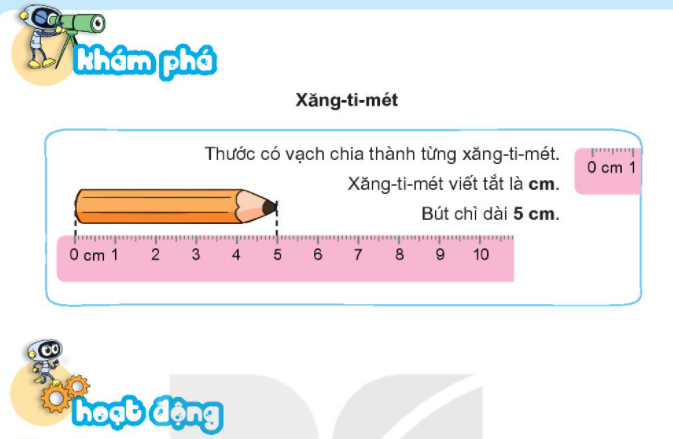 Khám phá
Xăng-ti-mét
Thước có vạch chia thành từng xăng-ti-mét.
0 cm 1
Xăng-ti-mét viết tắt là cm.
Bút chì dài 5 cm.
0 cm 1 2 3 4 5 6 7 8 9 10
hoạt động